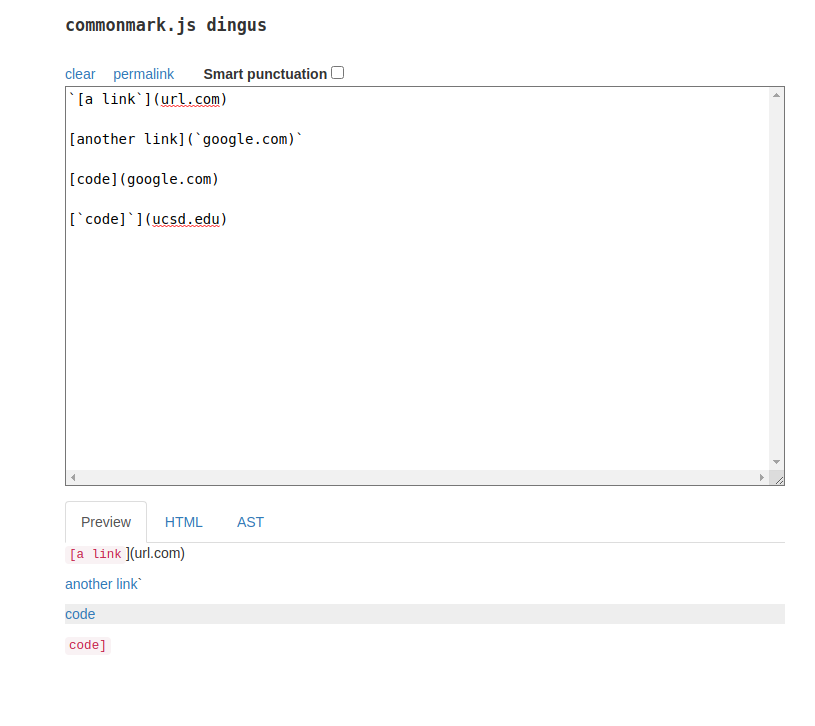 commonmark.js dingus
clear permalink Smart punctuation
`[a link`](url.com)
[another link](`google.com)`
[code](google.com)
[`code]`](ucsd.edu)
Preview HTML AST
[a link](url.com)
another link`
code
code]